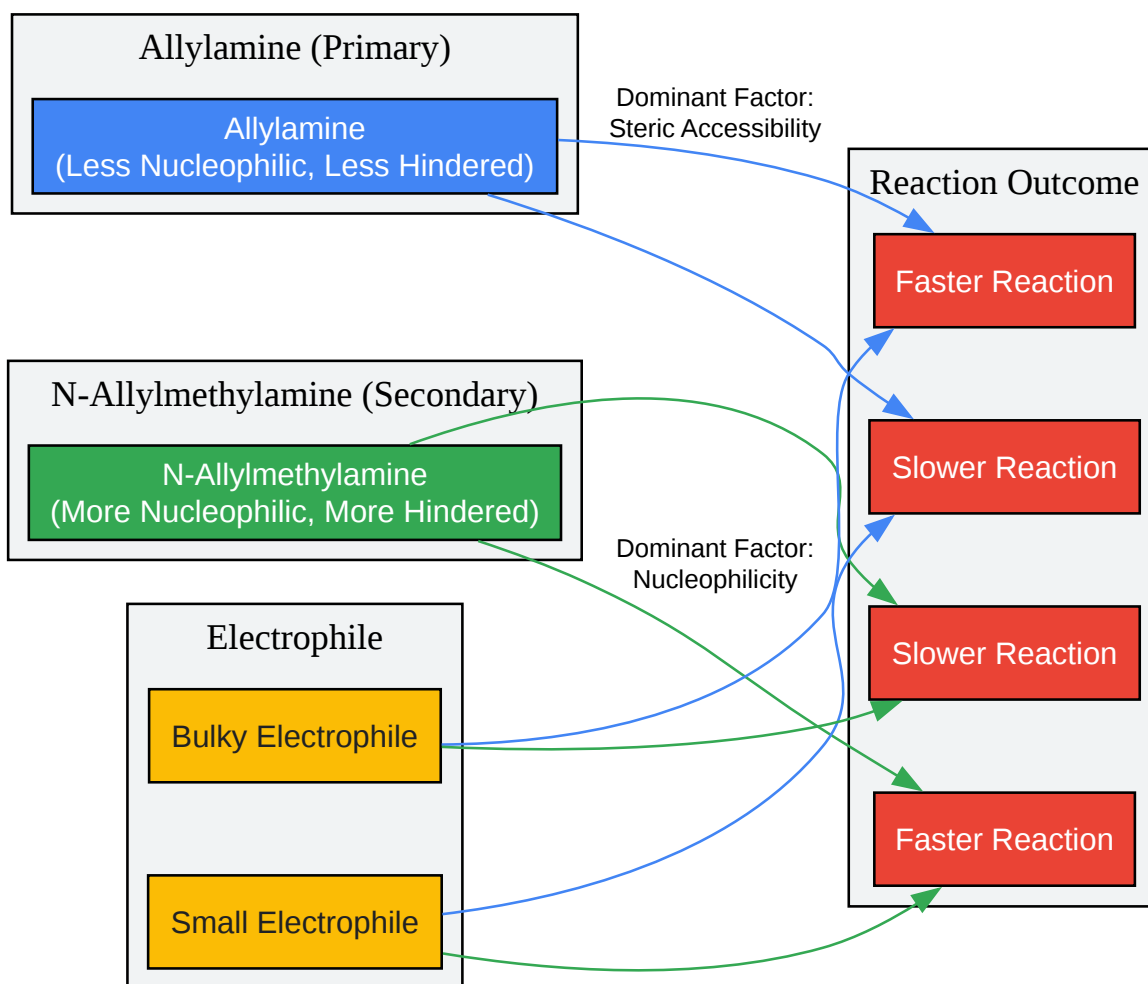 Allylamine (Primary)
Allylamine
(Less Nucleophilic, Less Hindered)
Dominant Factor:
Steric Accessibility
Reaction Outcome
Faster Reaction
Slower Reaction
Slower Reaction
Faster Reaction
N-Allylmethylamine (Secondary)
N-Allylmethylamine
(More Nucleophilic, More Hindered)
Dominant Factor:
Nucleophilicity
Electrophile
Bulky Electrophile
Small Electrophile